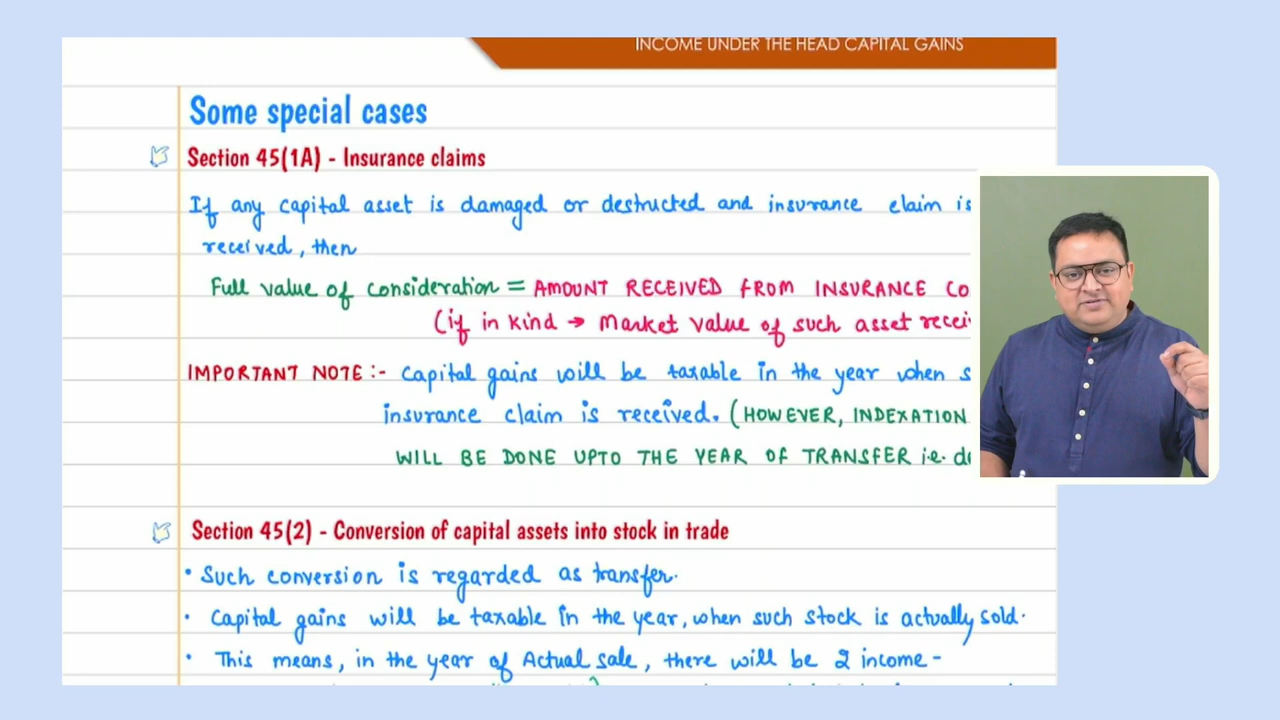 INCOME UNDER THE HEAD CAPITAL GAINS
Some special cases
Section 45(1A) - Insurance claims
If any capital asset is damaged or destructed and insurance claim is
received, then
Full value of consideration = AMOUNT RECEIVED FROM INSURANCE CO
(if in kind → Market value of such asset
IMPORTANT NOTE :- Capital gains will be taxable in the year when
insurance claim is received. (HOWEVER, INDEXATION
WILL BE DONE UPTO THE YEAR OF TRANSFER i.e.
Section 45(2) - Conversion of capital assets into stock in trade
• Such conversion is regarded as transfer.
• Capital gains will be taxable in the year, when such stock is actually sold.
• This means, in the year of Actual sale, there will be 2 income -